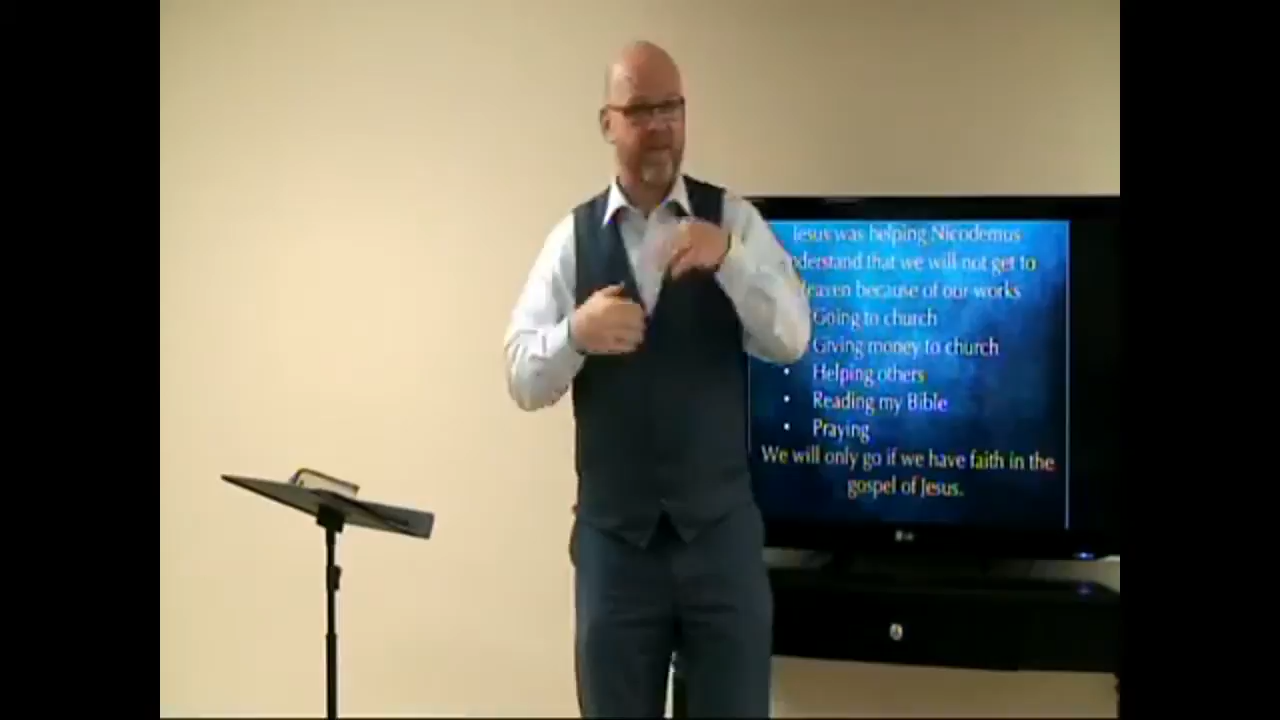 Jesus was helping Nicodemus
nderstand that we will not get to
eaven because of our works
Going to church
Giving money to church
• Helping others
• Reading my Bible
• Praying
We will only go if we have faith in the
gospel of Jesus.
LG